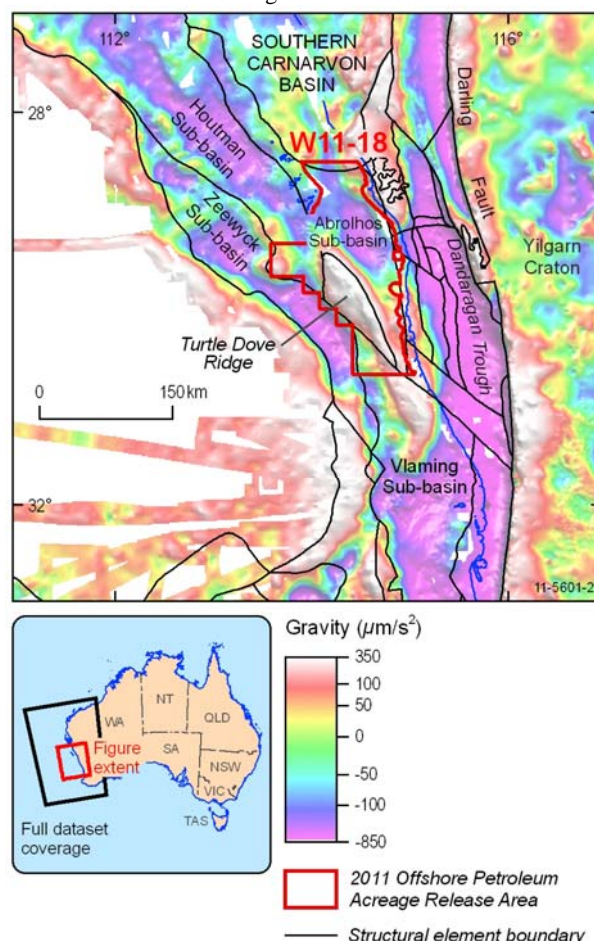 112°
116°
SOUTHERN
CARNARVON
BASIN
28°
Houtman
Sub-basin
W11-18
Darling
Fault
Zeewyck
Sub-basin
Abrolhos
Sub-basin
Yilgarn
Craton
Dandaragan Trough
Turtle Dove
Ridge
0 150 km
Vlaming
Sub-basin
32°
11-5601-2
Gravity (µm/s²)
350
100
50
0
-50
-100
-850
NT
WA
QLD
SA
NSW
VIC
TAS
Figure
extent
Full dataset
coverage
2011 Offshore Petroleum
Acreage Release Area
Structural element boundary